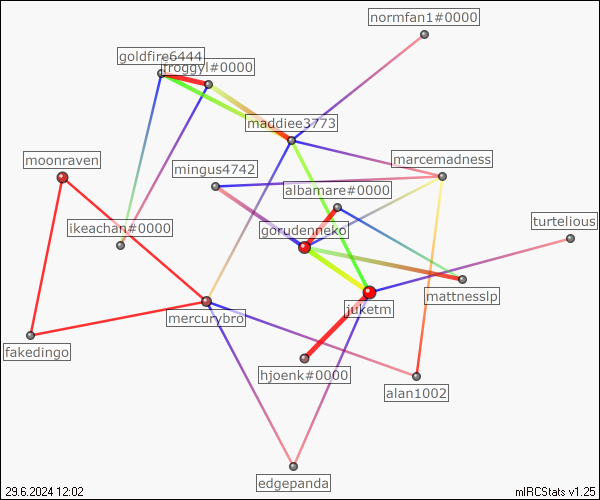 normfan1#0000
goldfire6444
froggyl#0000
maddiee3773
moonraven
mingus4742
marcemadness
albamare#0000
ikeachan#0000
gorudenneko
turtelious
mattnesslp
mercurybro
juketm
fakedingo
hjoenk#0000
alan1002
edgepanda
29.6.2024 12:02
mIRCStats v1.25